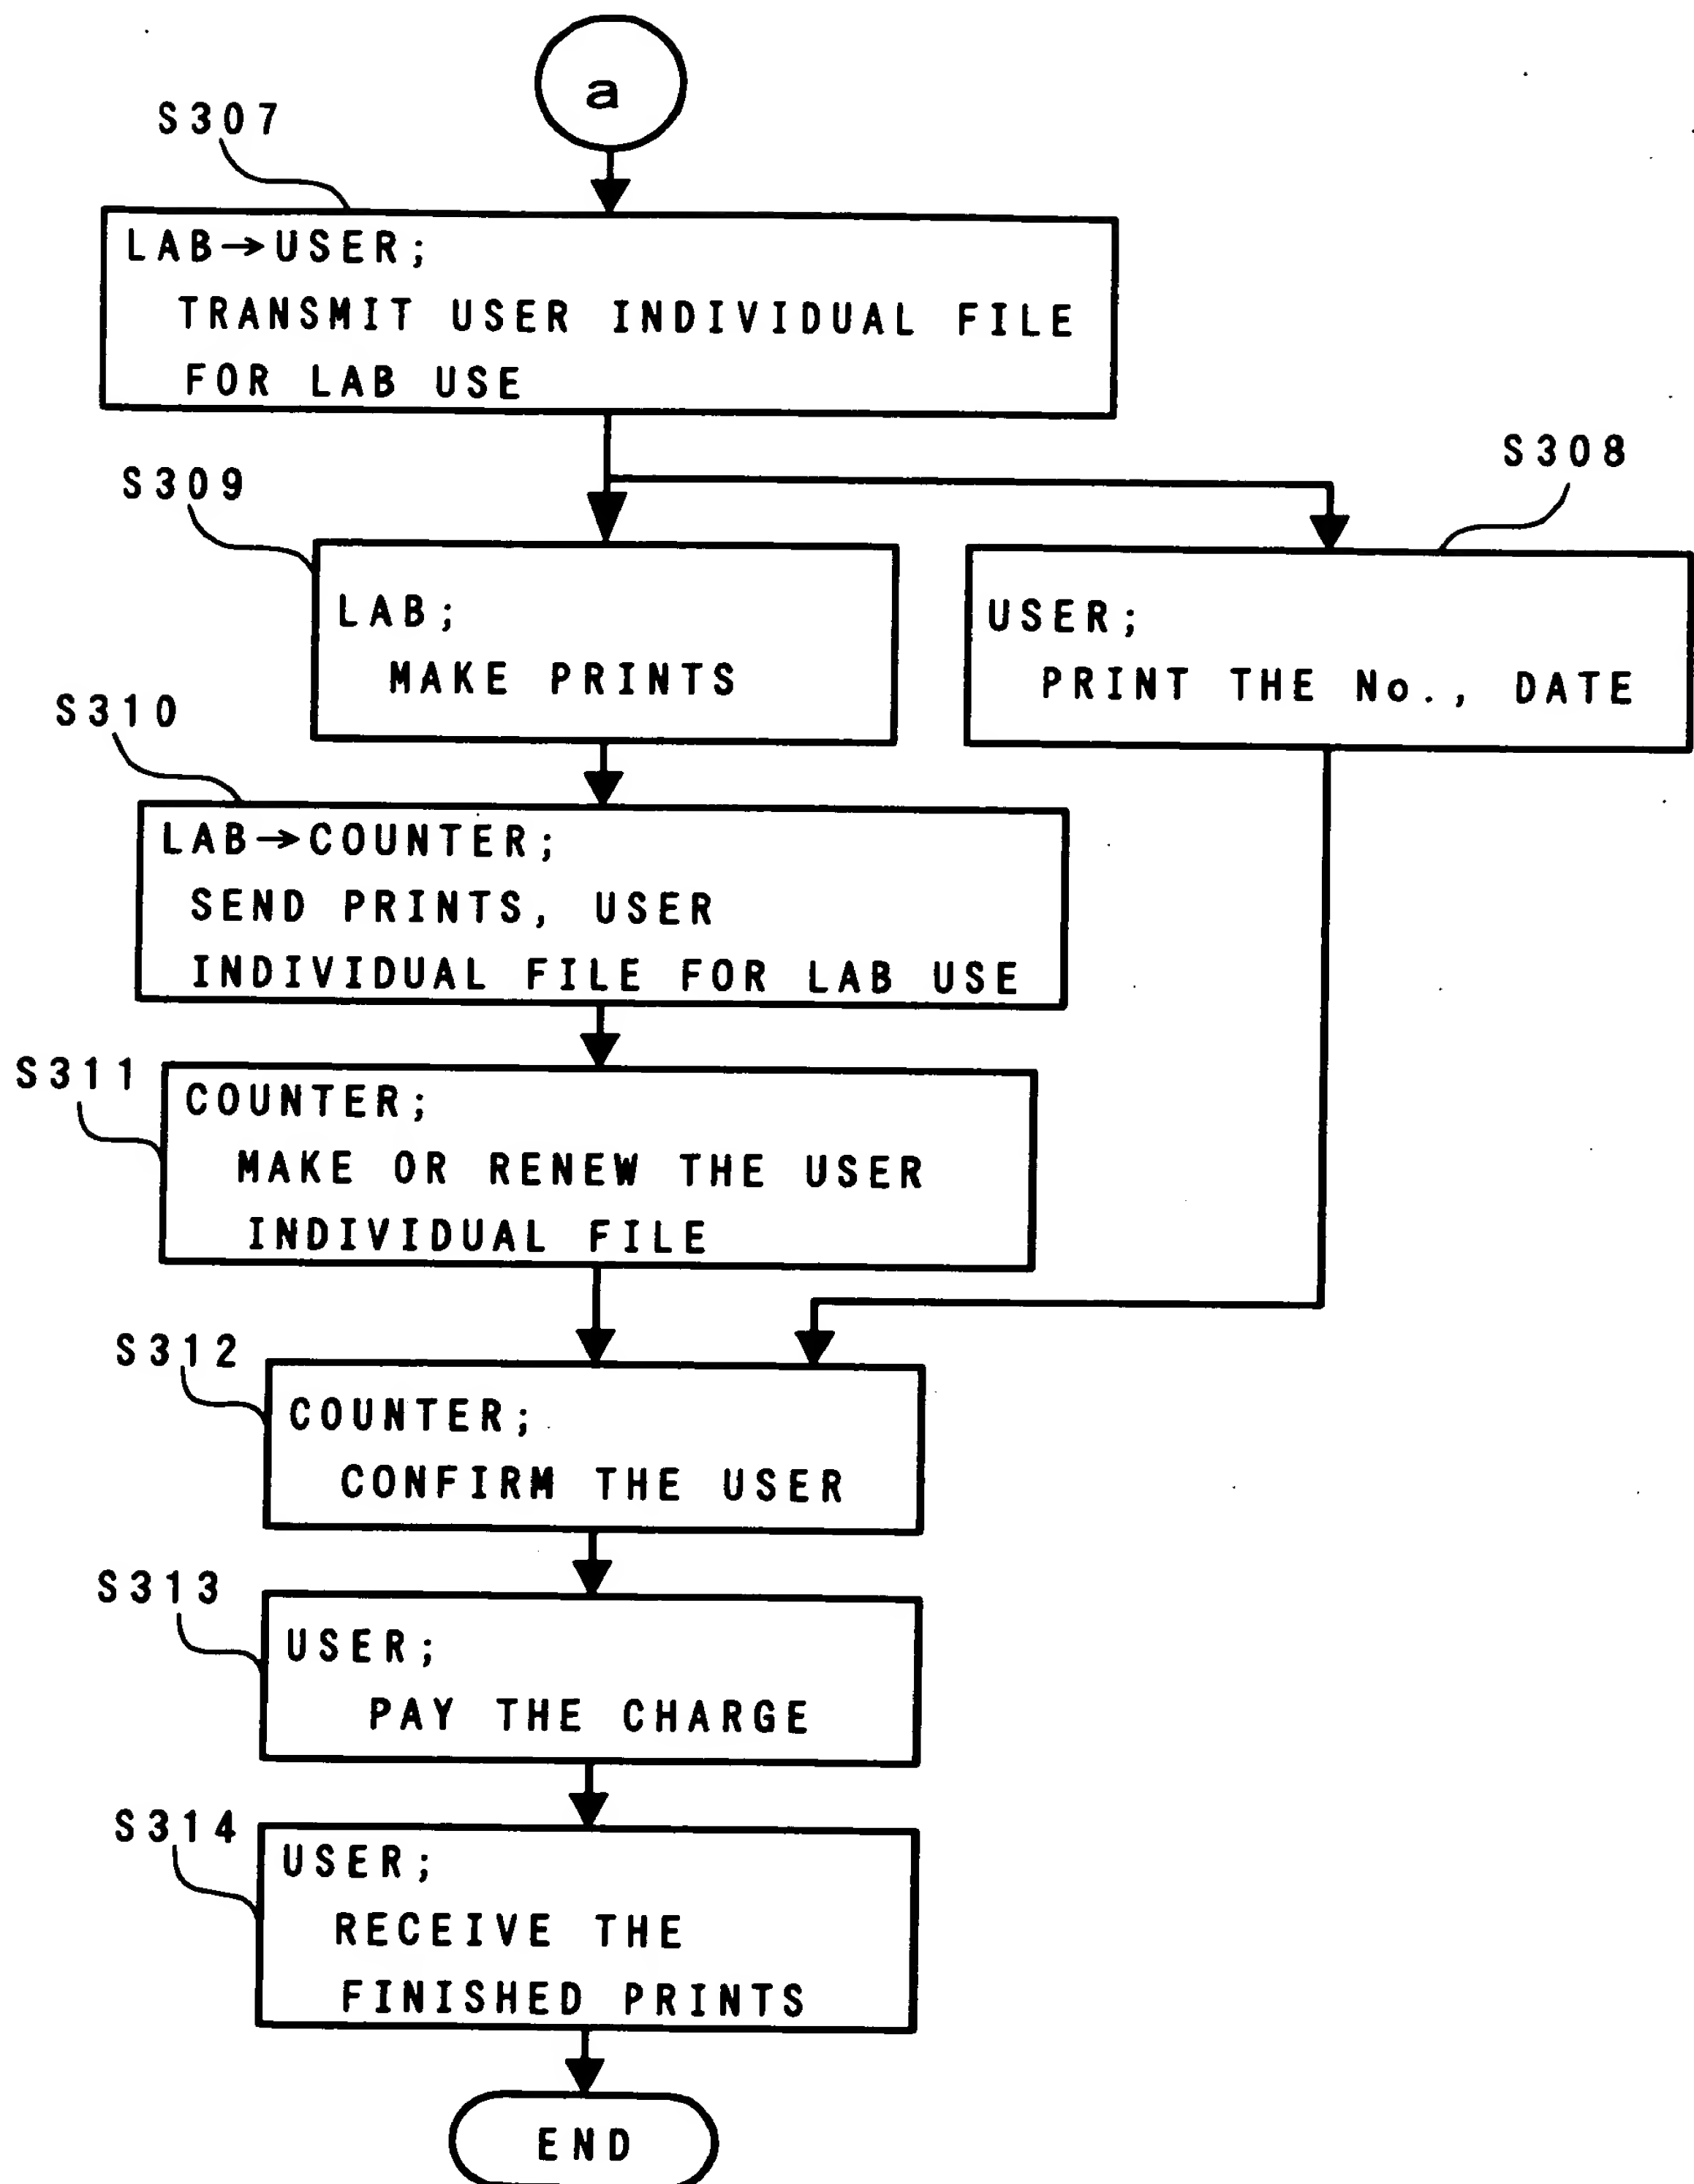 a
S307
LAB→USER;
TRANSMIT USER INDIVIDUAL FILE
FOR LAB USE
S308
S309
LAB;
MAKE PRINTS
USER;
PRINT THE No., DATE
S310
LAB→COUNTER;
SEND PRINTS, USER
INDIVIDUAL FILE FOR LAB USE
S311
COUNTER;
MAKE OR RENEW THE USER
INDIVIDUAL FILE
S312
COUNTER;
CONFIRM THE USER
S313
USER;
PAY THE CHARGE
S314
USER;
RECEIVE THE
FINISHED PRINTS
END